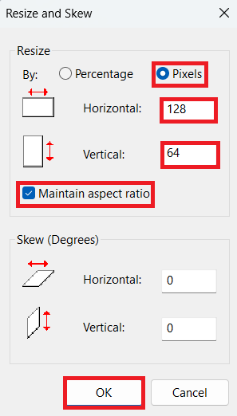 Resize and Skew
Resize
By: Percentage Pixels
Horizontal: 128
Vertical: 64
Maintain aspect ratio
Skew (Degrees)
Horizontal: 0
Vertical: 0
OK Cancel